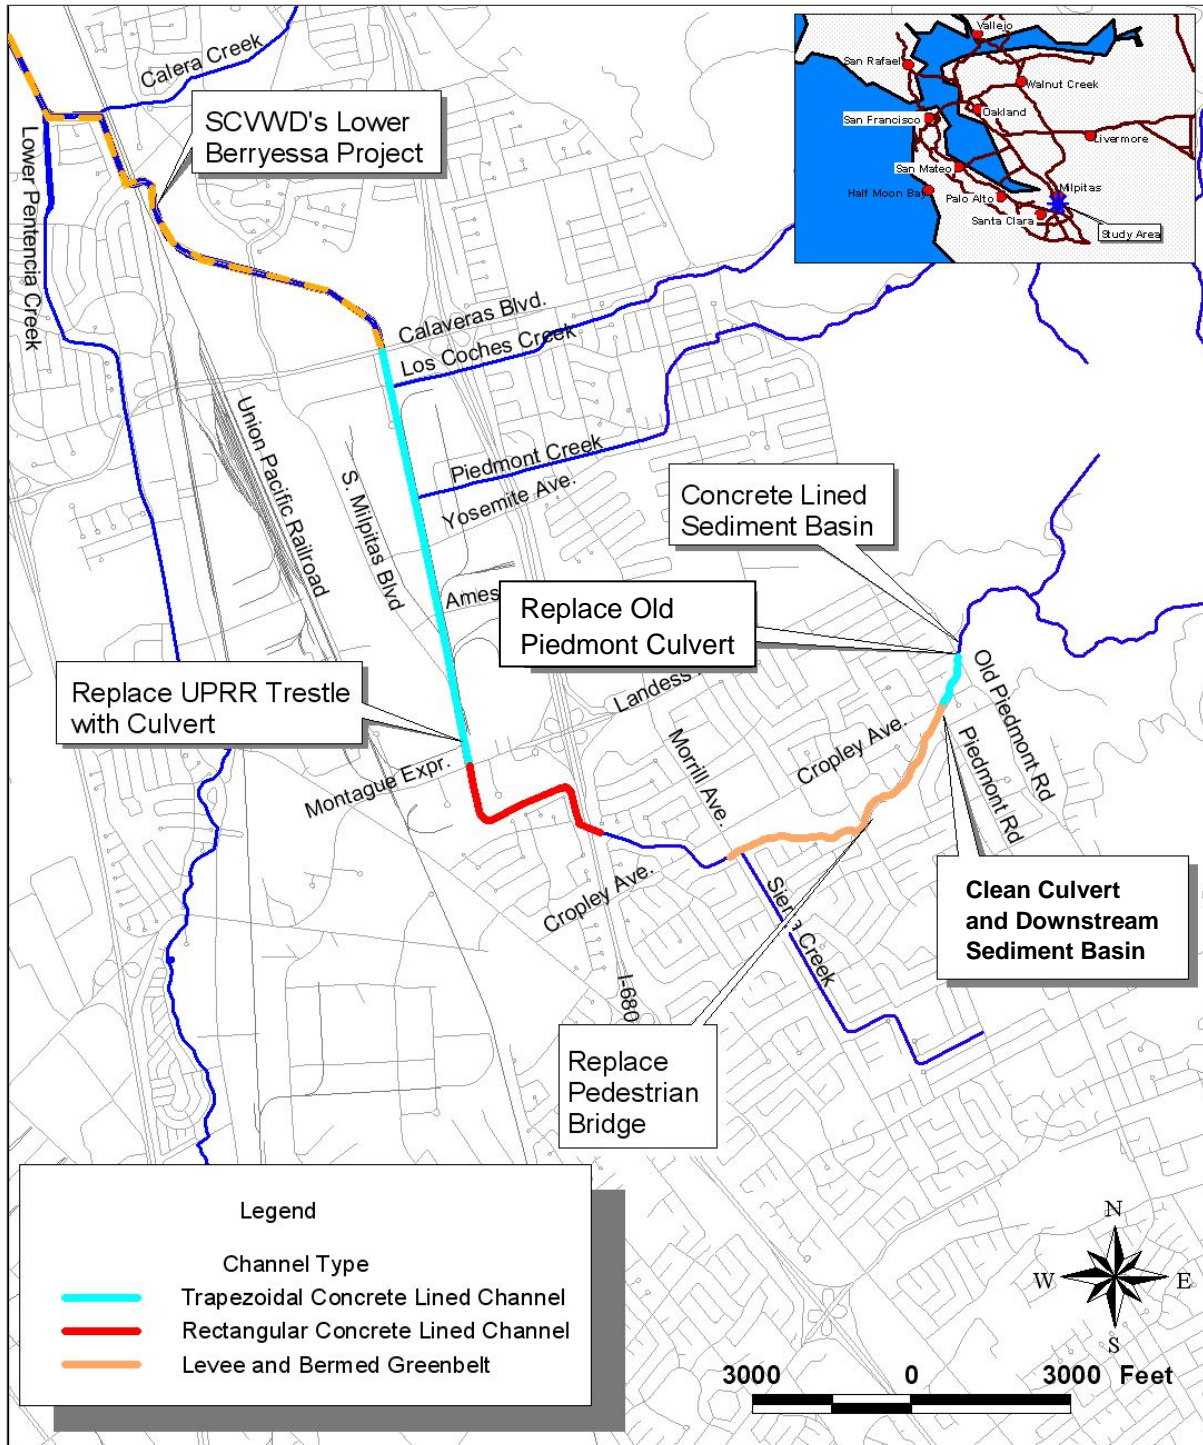 Calera Creek
SCVWD's Lower
Berryessa Project
Lower Pentencia Creek
Vallejo
San Rafael
Walnut Creek
Oakland
San Francisco
Livermore
San Mateo
Half Moon Bay
Palo Alto
Milpitas
Santa Clara
Study Area
Calaveras Blvd.
Los Coches Creek
Union Pacific Railroad
S. Milpitas Blvd
Piedmont Creek
Yosemite Ave.
Concrete Lined
Sediment Basin
Ames
Replace Old
Piedmont Culvert
Replace UPRR Trestle
with Culvert
Landess
Old Piedmont Rd
Piedmont Rd
Montague Expr.
Morrill Ave.
Cropley Ave.
Cropley Ave.
Sierra Creek
Clean Culvert
and Downstream
Sediment Basin
I-680
Replace
Pedestrian
Bridge
Legend
Channel Type
Trapezoidal Concrete Lined Channel
Rectangular Concrete Lined Channel
Levee and Bermed Greenbelt
N
W E
S
3000 0 3000 Feet